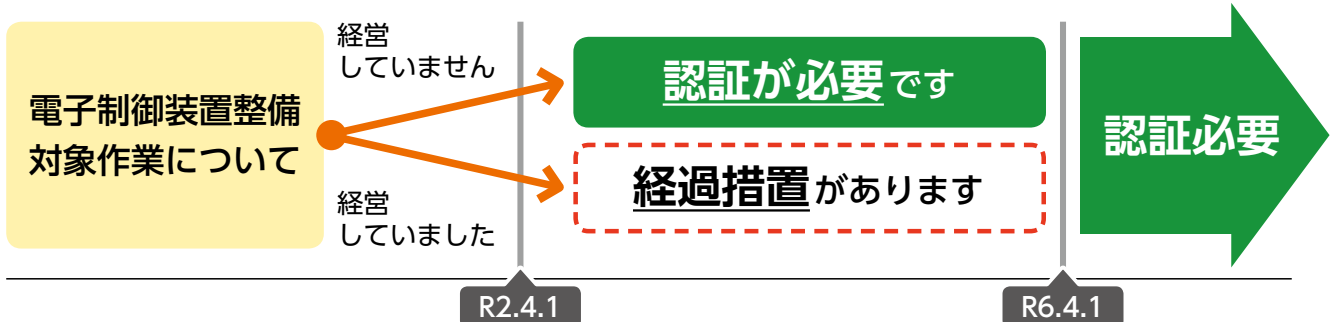 電子制御装置整備
対象作業について
経営
していません
経営
していました
認証が必要です
経過措置があります
認証必要
R2.4.1
R6.4.1